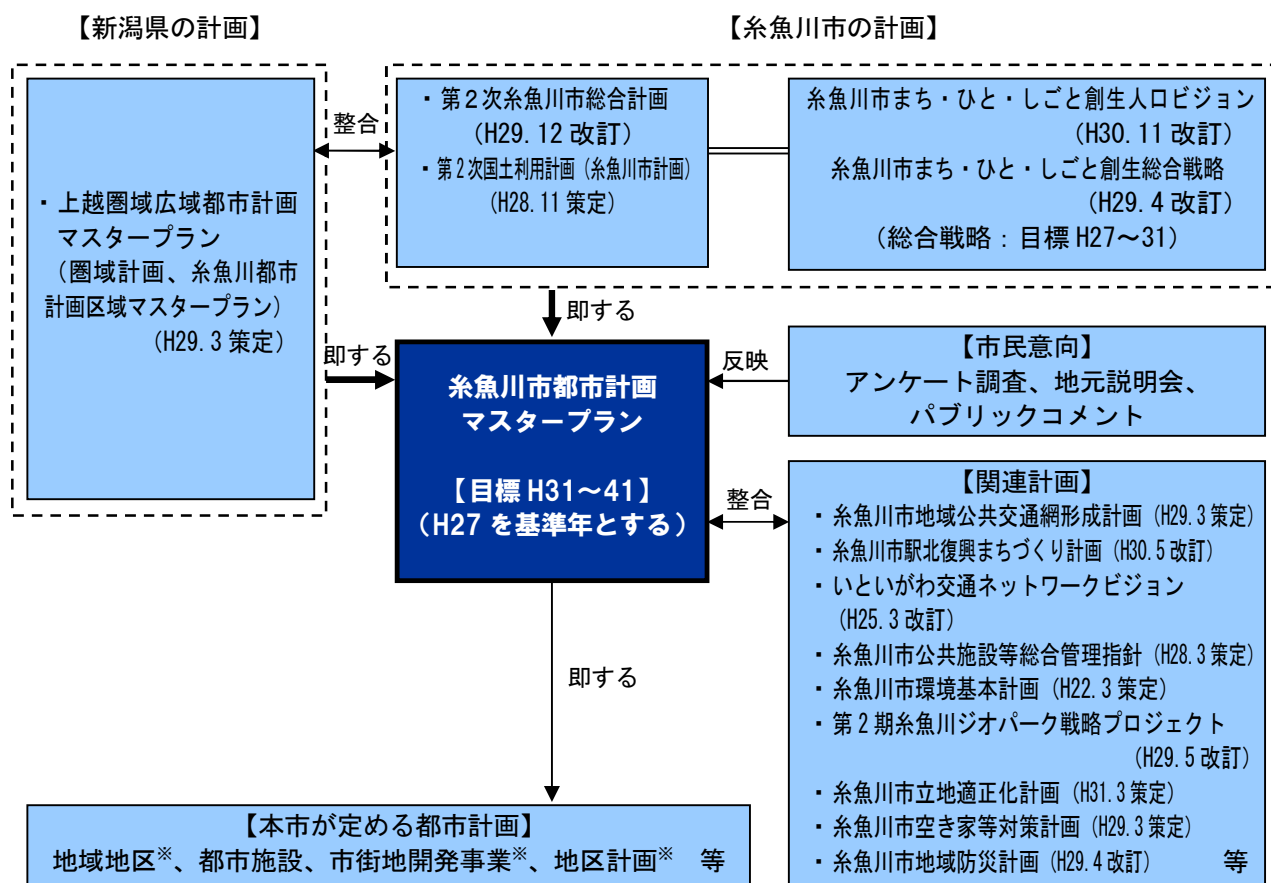 【新潟県の計画】
【糸魚川市の計画】
・上越圏域広域都市計画
マスタープラン
（圏域計画、糸魚川都市
計画区域マスタープラン）
（H29.3 策定）
整合
・第２次糸魚川市総合計画
（H29.12 改訂）
・第２次国土利用計画（糸魚川市計画）
（H28.11 策定）
糸魚川市まち・ひと・しごと創生人口ビジョン
（H30.11 改訂）
糸魚川市まち・ひと・しごと創生総合戦略
（H29.4 改訂）
（総合戦略：目標 H27～31）
即する
即する
糸魚川市都市計画
マスタープラン
【目標 H31～41】
（H27 を基準年とする）
反映
【市民意向】
アンケート調査、地元説明会、
パブリックコメント
整合
【関連計画】
・糸魚川市地域公共交通網形成計画（H29.3 策定）
・糸魚川市駅北復興まちづくり計画（H30.5 改訂）
・いといがわ交通ネットワークビジョン
（H25.3 改訂）
・糸魚川市公共施設等総合管理指針（H28.3 策定）
・糸魚川市環境基本計画（H22.3 策定）
・第２期糸魚川ジオパーク戦略プロジェクト
（H29.5 改訂）
・糸魚川市立地適正化計画（H31.3 策定）
・糸魚川市空き家等対策計画（H29.3 策定）
・糸魚川市地域防災計画（H29.4 改訂）　等
即する
【本市が定める都市計画】
地域地区※、都市施設、市街地開発事業※、地区計画※　等